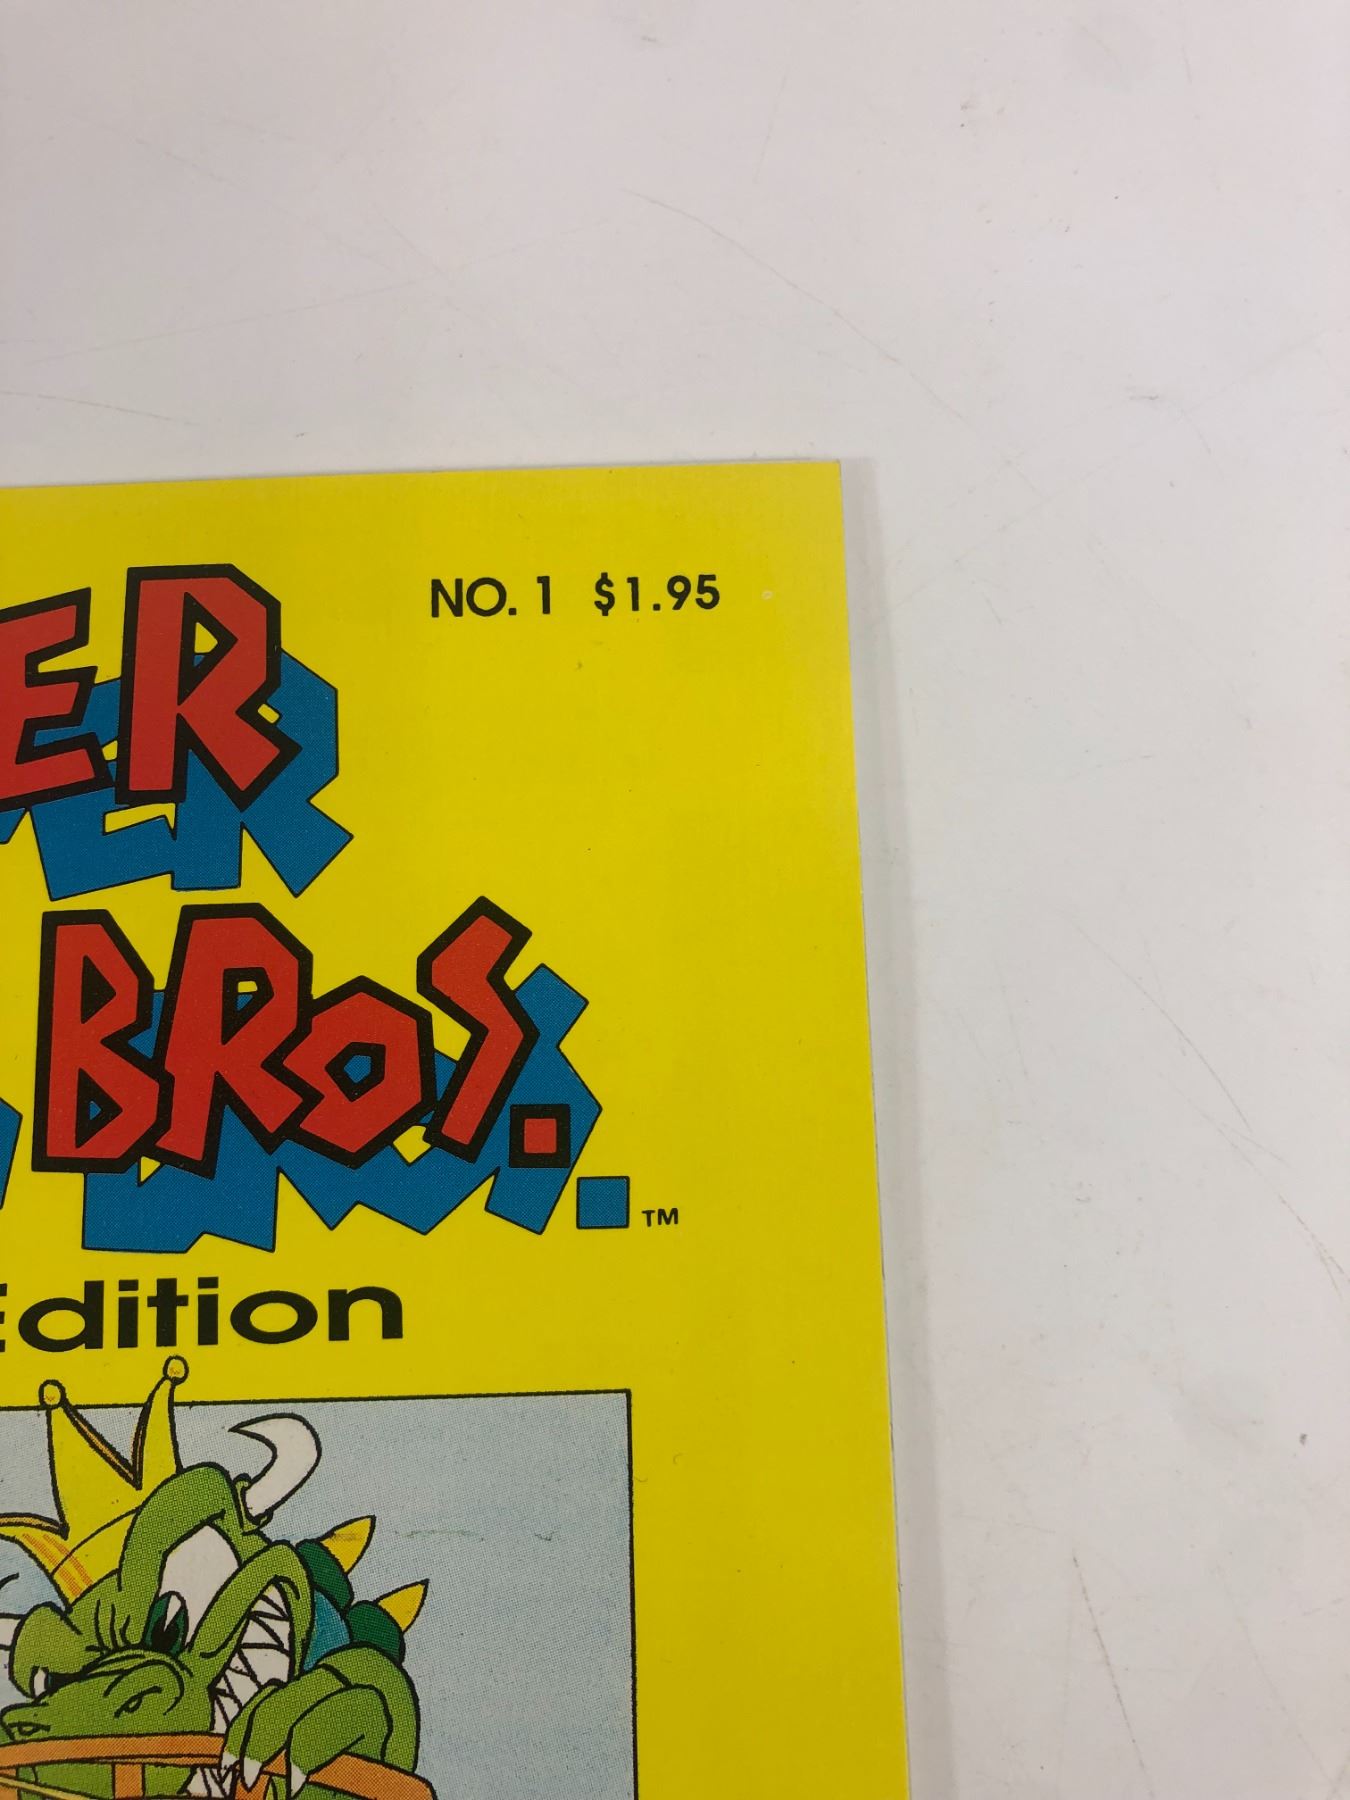 NO. 1 $1.95
ER
BROS.
TM
Edition